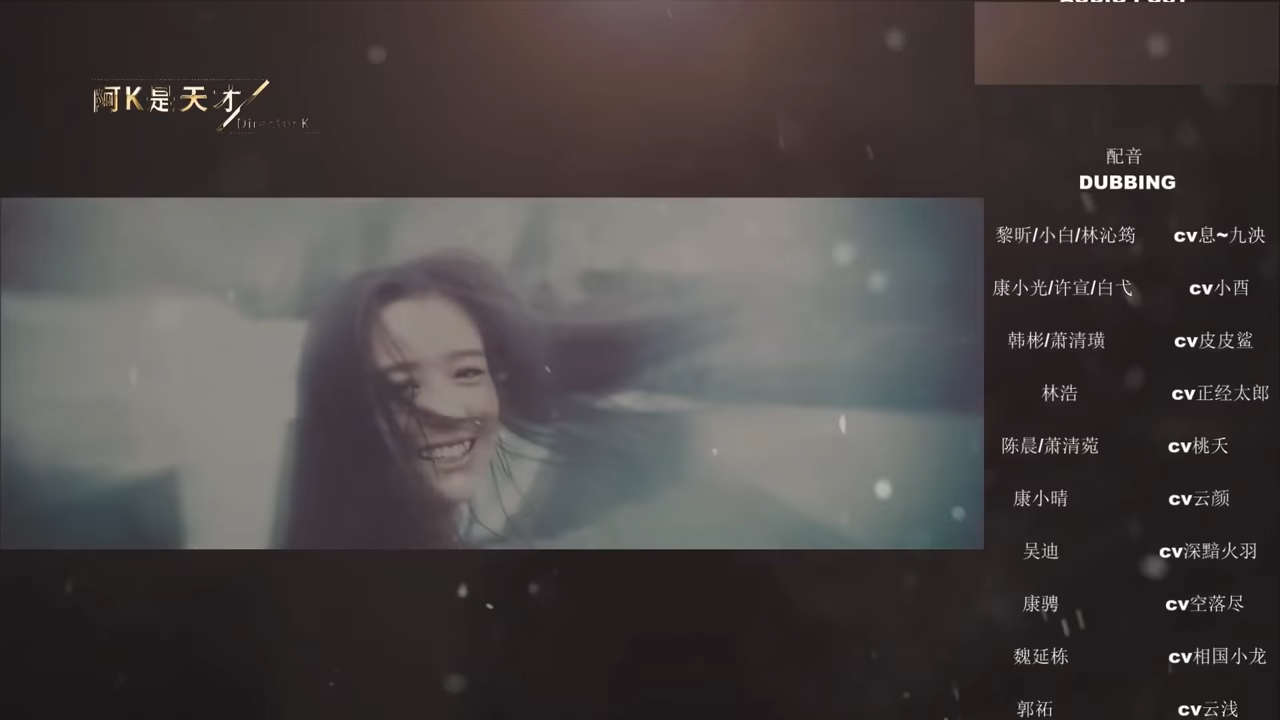 阿K是天才
Director K
配音
DUBBING
黎昕/小白/林沁筠 cv息~九泱
康小光/许宣/白弋 cv小酉
韩彬/萧清璜 cv皮皮鲨
林浩 cv正经太郎
陈晨/萧清菀 cv桃夭
康小晴 cv云颜
吴迪 cv深黯火羽
康骋 cv空落尽
魏延栋 cv相国小龙
郭祏 cv云浅